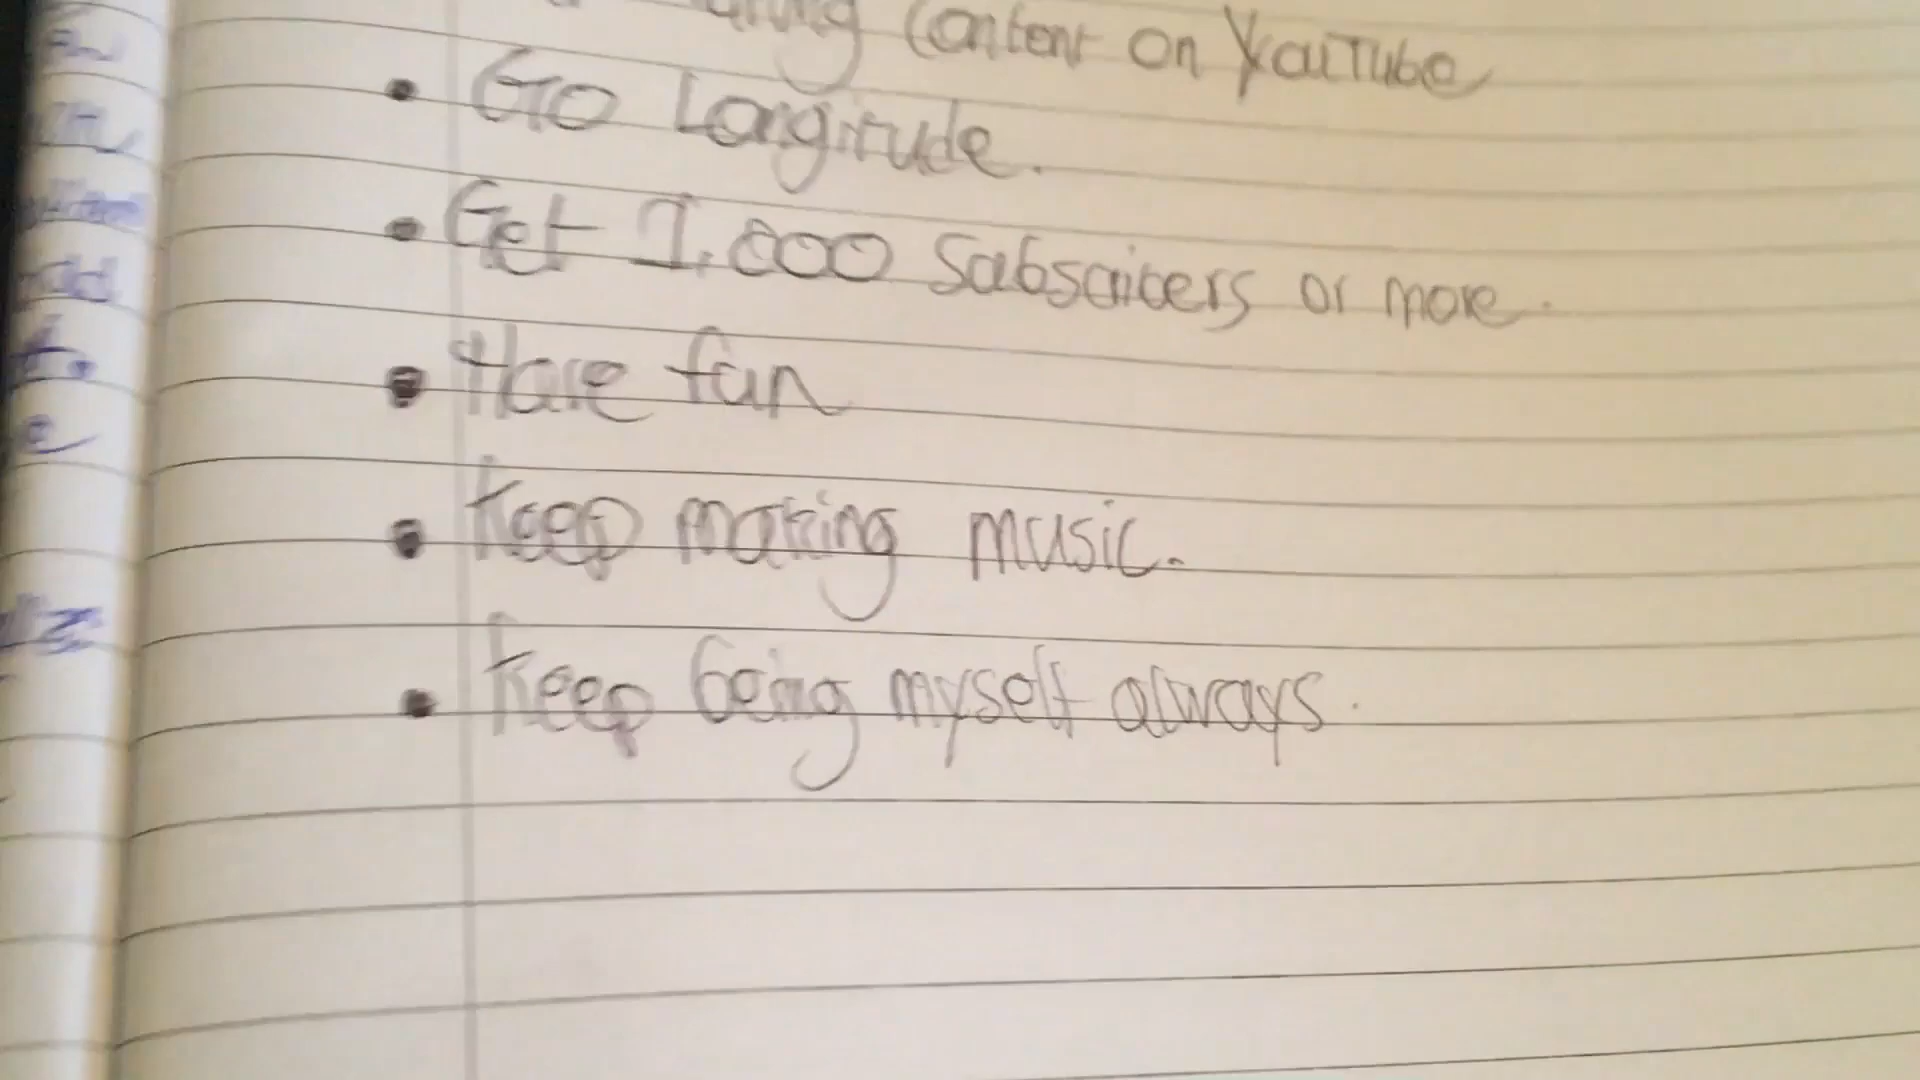 Content on YouTube
• Go Longitude.
• Get 1,000 Subscribers or more.
• Have fun
• Keep making music.
• Keep being myself always.